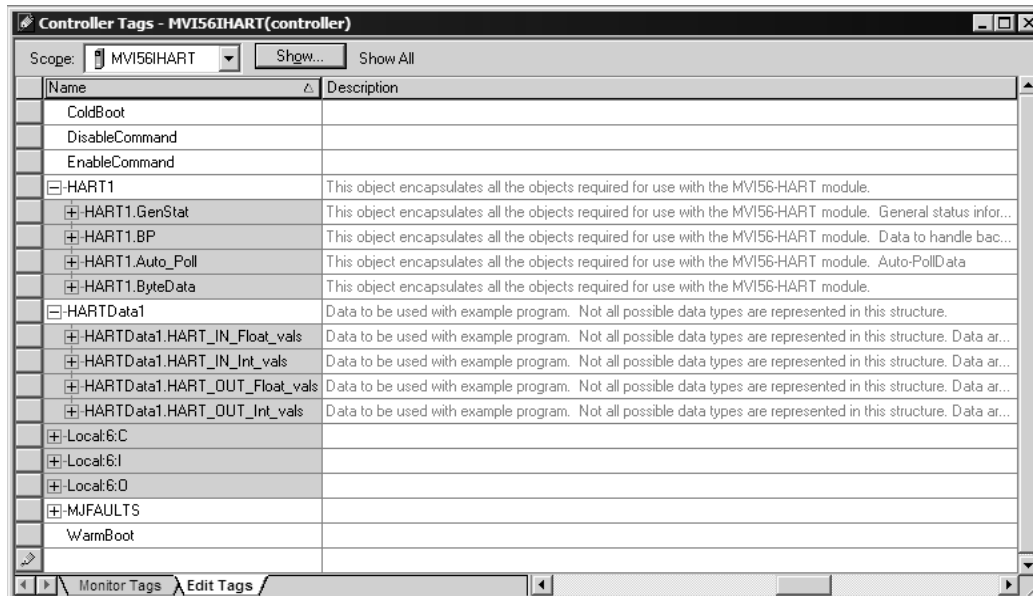 Controller Tags - MVI56IHART(controller)
Scope: MVI56IHART Show... Show All
Name Description
ColdBoot
DisableCommand
EnableCommand
HART1 This object encapsulates all the objects required for use with the MVI56-HART module.
HART1.GenStat This object encapsulates all the objects required for use with the MVI56-HART module. General status infor...
HART1.BP This object encapsulates all the objects required for use with the MVI56-HART module. Data to handle bac...
HART1.Auto_Poll This object encapsulates all the objects required for use with the MVI56-HART module. Auto-PollData
HART1.ByteData This object encapsulates all the objects required for use with the MVI56-HART module.
HARTData1 Data to be used with example program. Not all possible data types are represented in this structure.
HARTData1.HART_IN_Float_vals Data to be used with example program. Not all possible data types are represented in this structure. Data ar...
HARTData1.HART_IN_Int_vals Data to be used with example program. Not all possible data types are represented in this structure. Data ar...
HARTData1.HART_OUT_Float_vals Data to be used with example program. Not all possible data types are represented in this structure. Data ar...
HARTData1.HART_OUT_Int_vals Data to be used with example program. Not all possible data types are represented in this structure. Data ar...
Local:6:C
Local:6:I
Local:6:O
MJFAULTS
WarmBoot
Monitor Tags Edit Tags